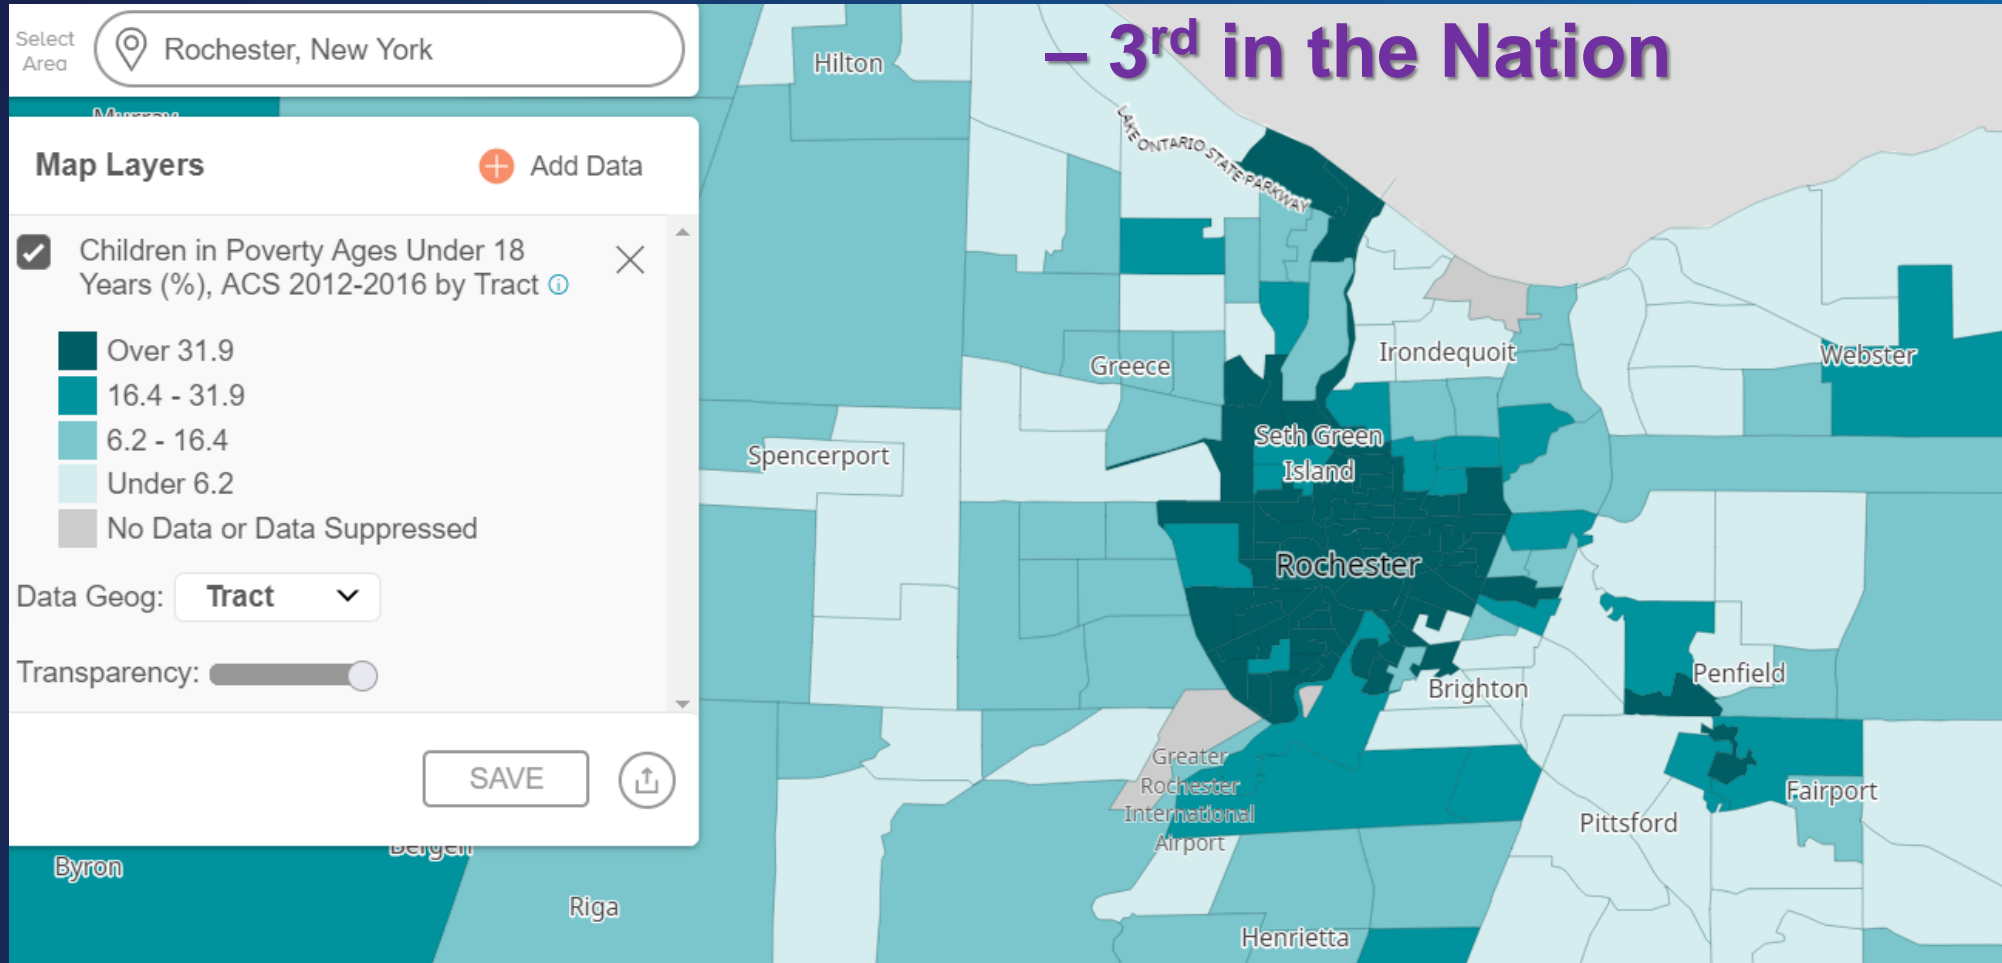 – 3rd in the Nation
Select
Area
Rochester, New York
Murray
Map Layers
Add Data
Children in Poverty Ages Under 18
Years (%), ACS 2012-2016 by Tract
Over 31.9
16.4 - 31.9
6.2 - 16.4
Under 6.2
No Data or Data Suppressed
Data Geog:
Tract
Transparency:
SAVE
Hilton
LAKE ONTARIO STATE PARKWAY
Greece
Irondequoit
Webster
Spencerport
Seth Green
Island
Rochester
Brighton
Penfield
Greater
Rochester
International
Airport
Fairport
Pittsford
Bergen
Byron
Riga
Henrietta